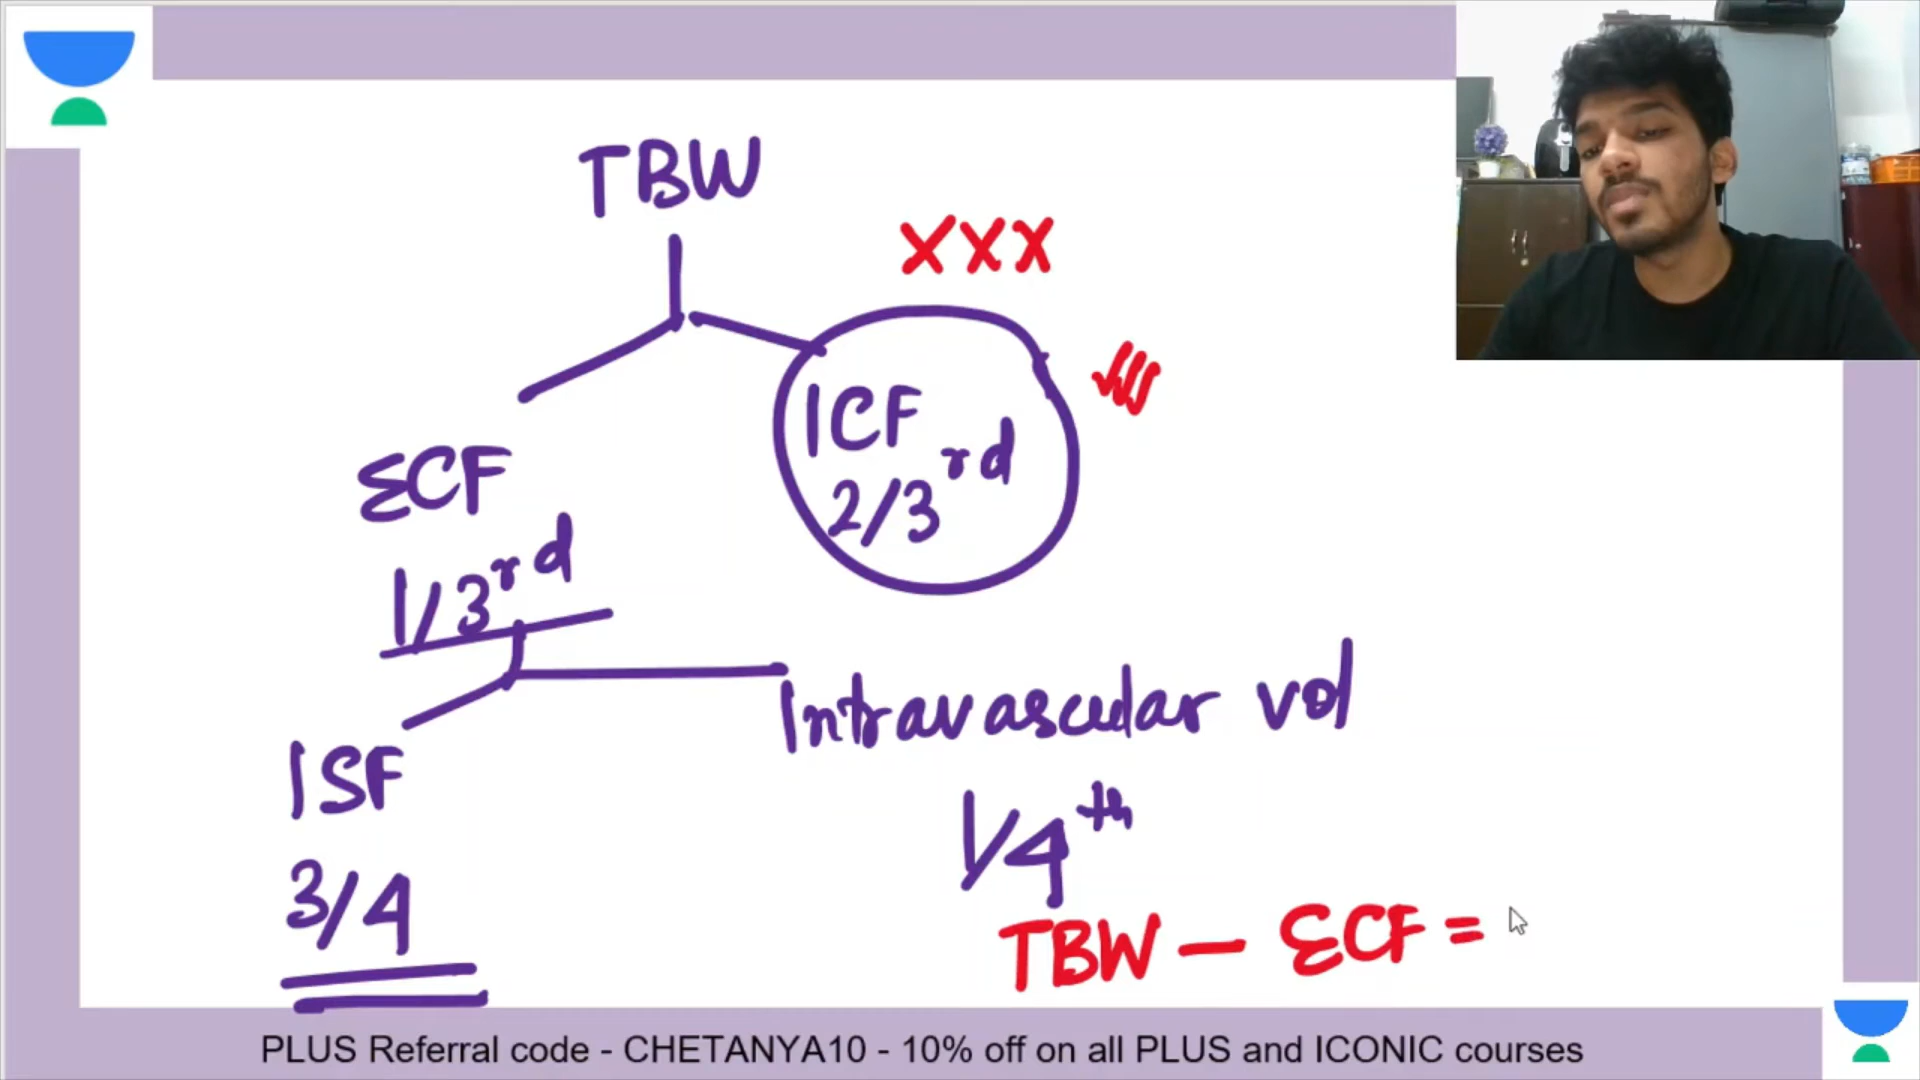 TBW
XXX
ECF
1/3rd
ICF
2/3rd
ISF
3/4
Intravascular vol
1/4th
TBW - ECF =
PLUS Referral code - CHETANYA10 - 10% off on all PLUS and ICONIC courses